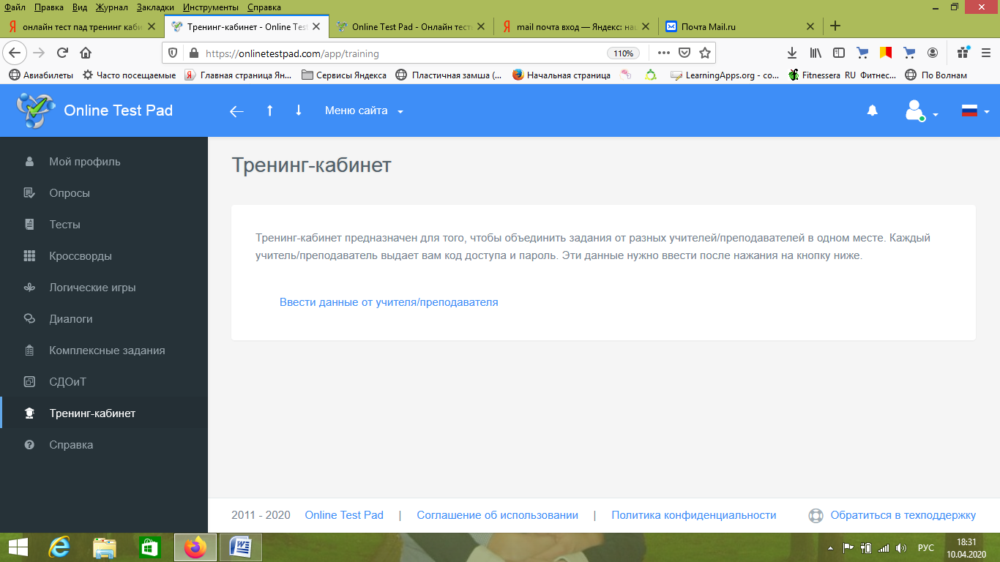 Файл Правка Вид Журнал Закладки Инструменты Справка
онлайн тест пад тренинг каби
Тренинг-кабинет - Online Tes
Online Test Pad - Онлайн тест
mail почта вход — Яндекс: на
Почта Mail.ru
https://onlinetestpad.com/app/training
110%
Авиабилеты
Часто посещаемые
Главная страница Ян...
Сервисы Яндекса
Пластичная замша (...
Начальная страница
LearningApps.org - co...
Fitnessera RU Фитнес...
По Волнам
Online Test Pad
Меню сайта
Мой профиль
Опросы
Тесты
Кроссворды
Логические игры
Диалоги
Комплексные задания
СДОиТ
Тренинг-кабинет
Справка
Тренинг-кабинет
Тренинг-кабинет предназначен для того, чтобы объединить задания от разных учителей/преподавателей в одном месте. Каждый
учитель/преподаватель выдает вам код доступа и пароль. Эти данные нужно ввести после нажания на кнопку ниже.
Ввести данные от учителя/преподавателя
2011 - 2020 Online Test Pad | Соглашение об использовании | Политика конфиденциальности
Обратиться в техподдержку
РУС
18:31
10.04.2020